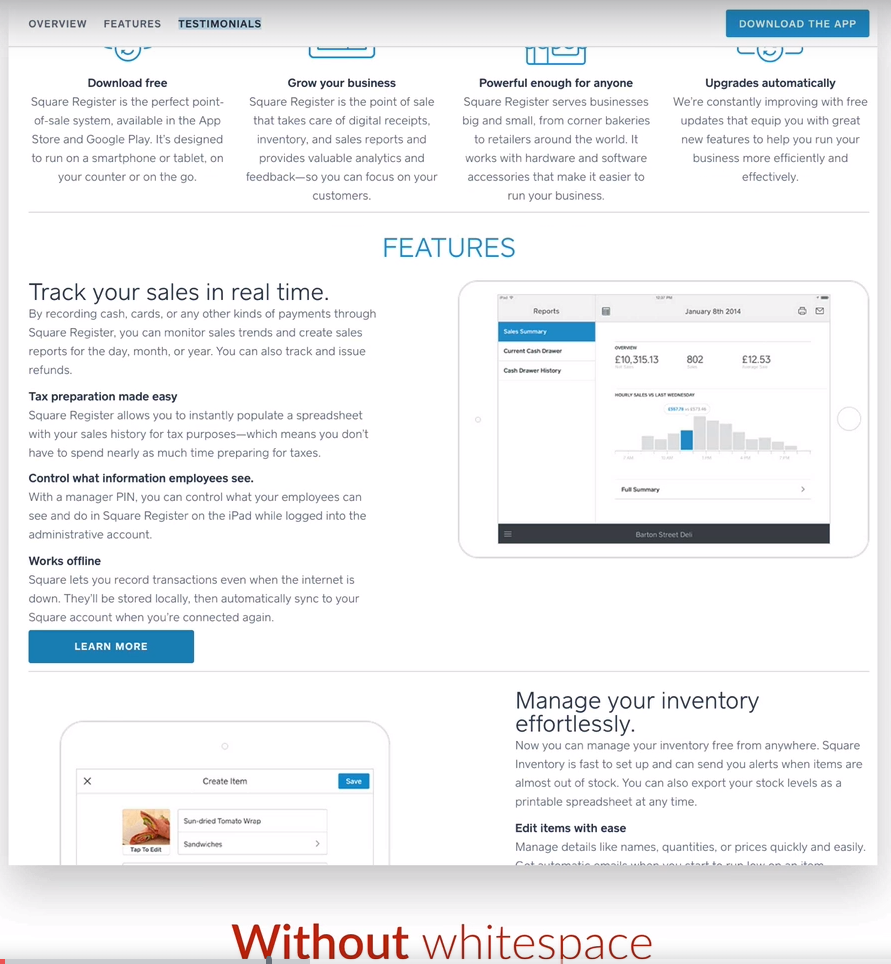 OVERVIEW FEATURES TESTIMONIALS DOWNLOAD THE APP
Download free
Square Register is the perfect point-
of-sale system, available in the App
Store and Google Play. It's designed
to run on a smartphone or tablet, on
your counter or on the go.
Grow your business
Square Register is the point of sale
that takes care of digital receipts,
inventory, and sales reports and
provides valuable analytics and
feedback—so you can focus on your
customers.
Powerful enough for anyone
Square Register serves businesses
big and small, from corner bakeries
to retailers around the world. It
works with hardware and software
accessories that make it easier to
run your business.
Upgrades automatically
We're constantly improving with free
updates that equip you with great
new features to help you run your
business more efficiently and
effectively.
FEATURES
Track your sales in real time.
By recording cash, cards, or any other kinds of payments through
Square Register, you can monitor sales trends and create sales
reports for the day, month, or year. You can also track and issue
refunds.
Tax preparation made easy
Square Register allows you to instantly populate a spreadsheet
with your sales history for tax purposes—which means you don't
have to spend nearly as much time preparing for taxes.
Control what information employees see.
With a manager PIN, you can control what your employees can
see and do in Square Register on the iPad while logged into the
administrative account.
Works offline
Square lets you record transactions even when the internet is
down. They'll be stored locally, then automatically sync to your
Square account when you're connected again.
LEARN MORE
Reports January 8th 2014
Sales Summary
Current Cash Drawer
Cash Drawer History
OVERVIEW
£10,315.13 802 £12.53
HOURLY SALES VS LAST WEDNESDAY
Full Summary
Barton Street Deli
Create Item Save
Sun-dried Tomato Wrap
Sandwiches
Tap To Edit
Manage your inventory
effortlessly.
Now you can manage your inventory free from anywhere. Square
Inventory is fast to set up and can send you alerts when items are
almost out of stock. You can also export your stock levels as a
printable spreadsheet at any time.
Edit items with ease
Manage details like names, quantities, or prices quickly and easily.
Get automatic emails when you start to run low on an item
Without whitespace